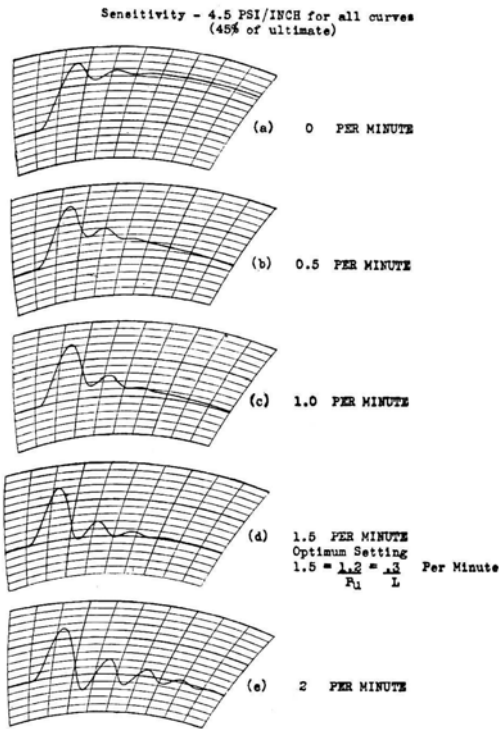 Sensitivity - 4.5 PSI/INCH for all curves
(45% of ultimate)
(a) 0 PER MINUTE
(b) 0.5 PER MINUTE
(c) 1.0 PER MINUTE
(d) 1.5 PER MINUTE
Optimum Setting
1.5 = 1.2 = .3 Per Minute
Pu L
(e) 2 PER MINUTE